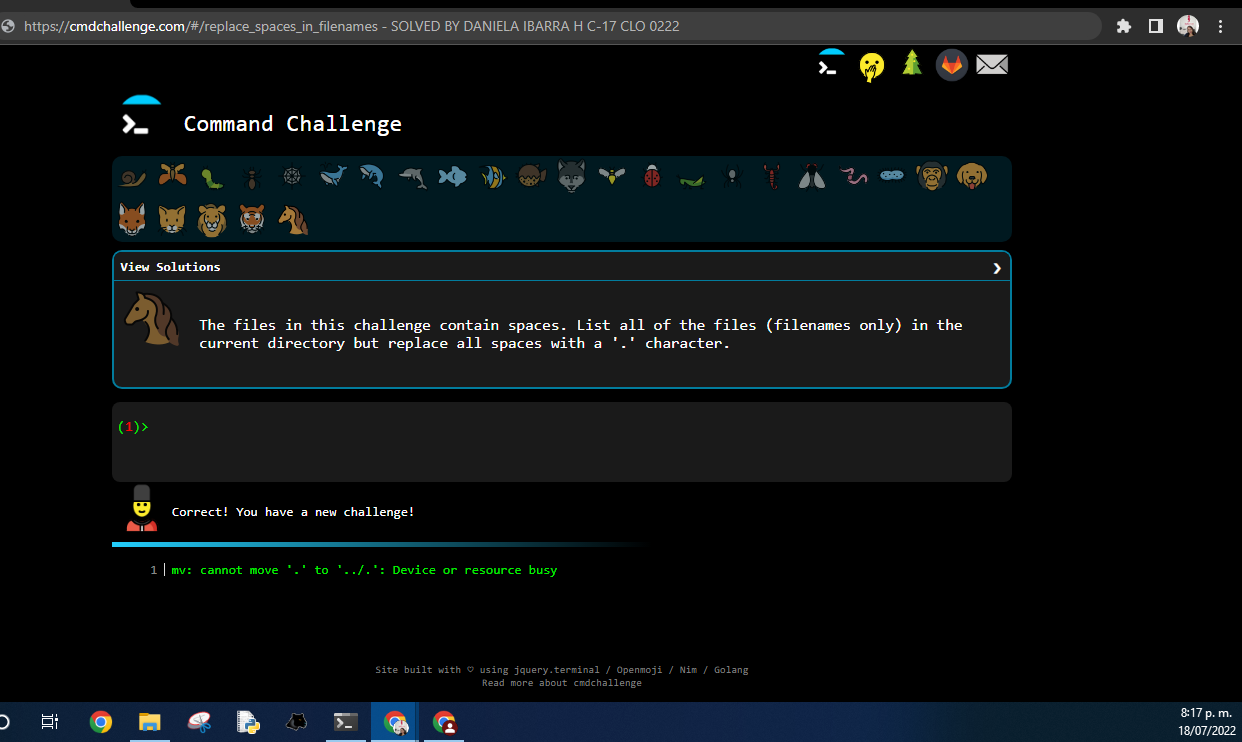 https://cmdchallenge.com/#/replace_spaces_in_filenames - SOLVED BY DANIELA IBARRA H C-17 CLO 0222
Command Challenge
View Solutions
The files in this challenge contain spaces. List all of the files (filenames only) in the
current directory but replace all spaces with a '.' character.
(1)>
Correct! You have a new challenge!
1 mv: cannot move '.' to '../.': Device or resource busy
Site built with ♡ using jquery.terminal / Openmoji / Nim / Golang
Read more about cmdchallenge
8:17 p. m.
18/07/2022